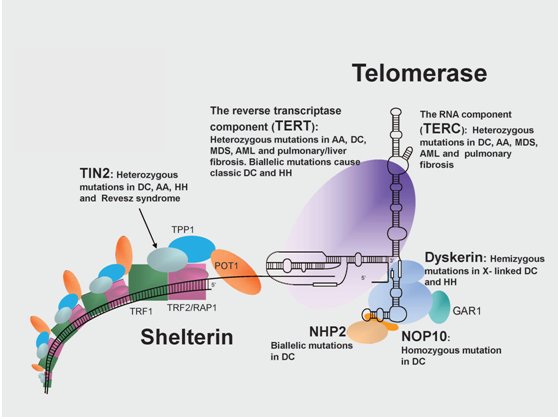 Telomerase
The reverse transcriptase
component (TERT):
Heterozygous mutations in AA, DC,
MDS, AML and pulmonary/liver
fibrosis. Biallelic mutations cause
classic DC and HH
The RNA component
(TERC): Heterozygous
mutations in DC, AA, MDS,
AML and pulmonary
fibrosis
TIN2: Heterozygous
mutations in DC, AA, HH
and Revesz syndrome
TPP1
POT1
5'
TRF1
TRF2/RAP1
Shelterin
3'
5'
Dyskerin: Hemizygous
mutations in X- linked DC
and HH
GAR1
NHP2
Biallelic mutations
in DC
NOP10:
Homozygous mutation
in DC